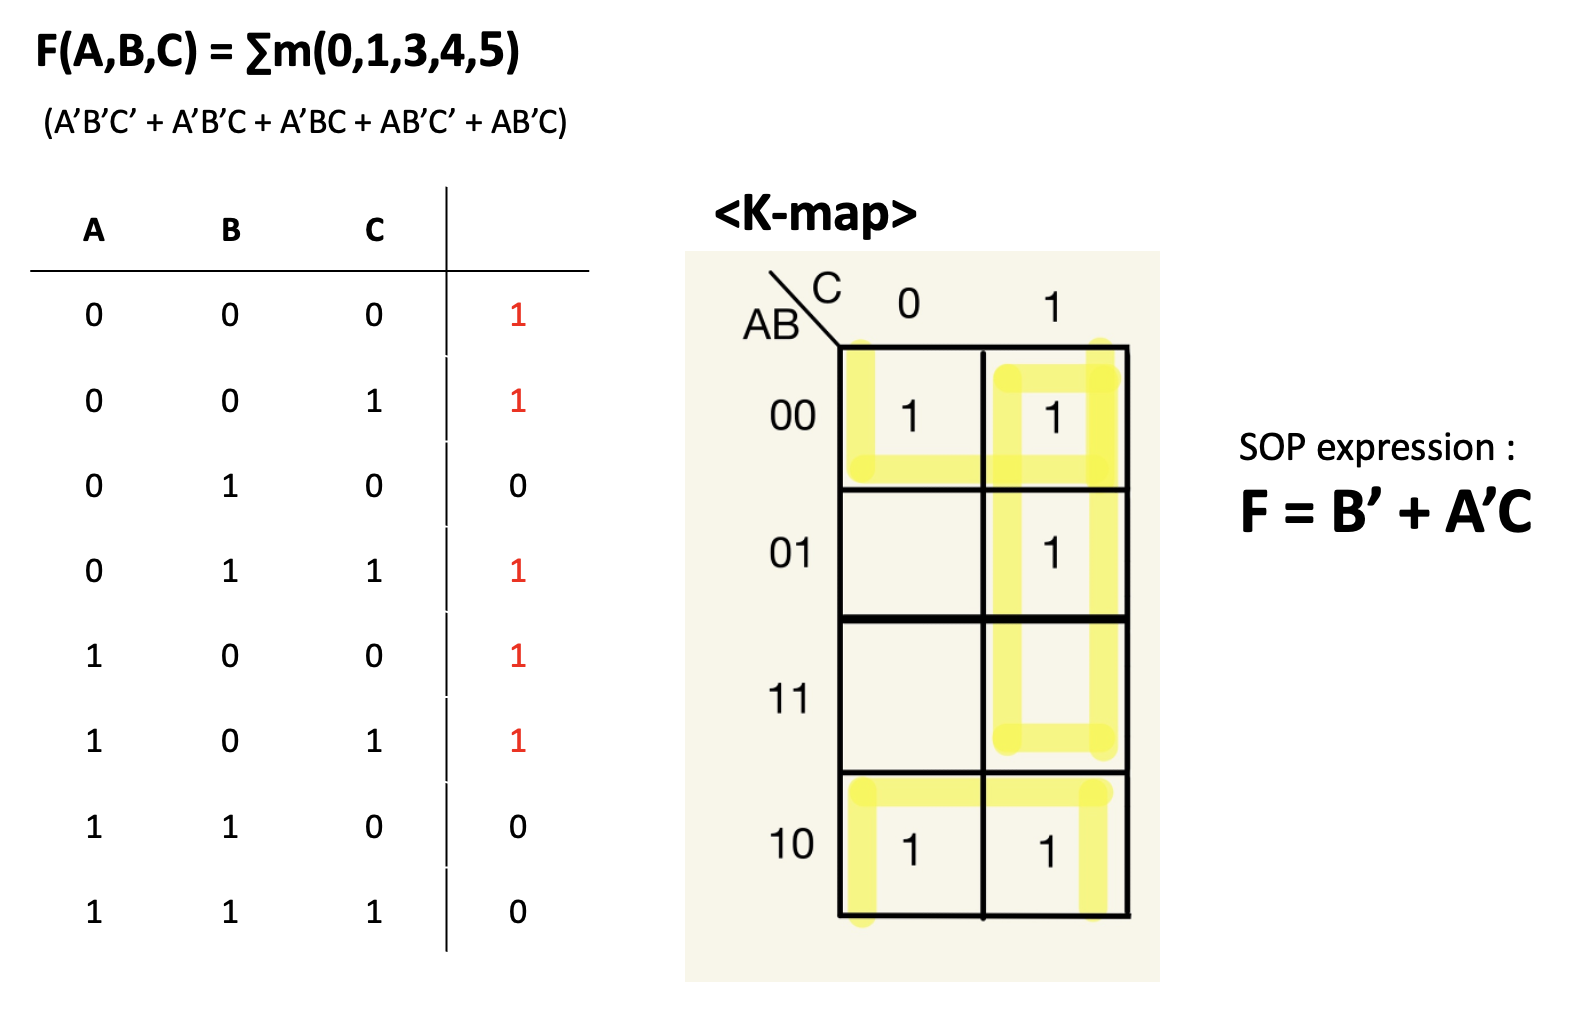 F(A,B,C) = ∑m(0,1,3,4,5)
(A’B’C’ + A’B’C + A’BC + AB’C’ + AB’C)
A B C
0 0 0 1
0 0 1 1
0 1 0 0
0 1 1 1
1 0 0 1
1 0 1 1
1 1 0 0
1 1 1 0
<K-map>
C 0 1
AB
00 1 1
01 1
11
10 1 1
SOP expression :
F = B’ + A’C